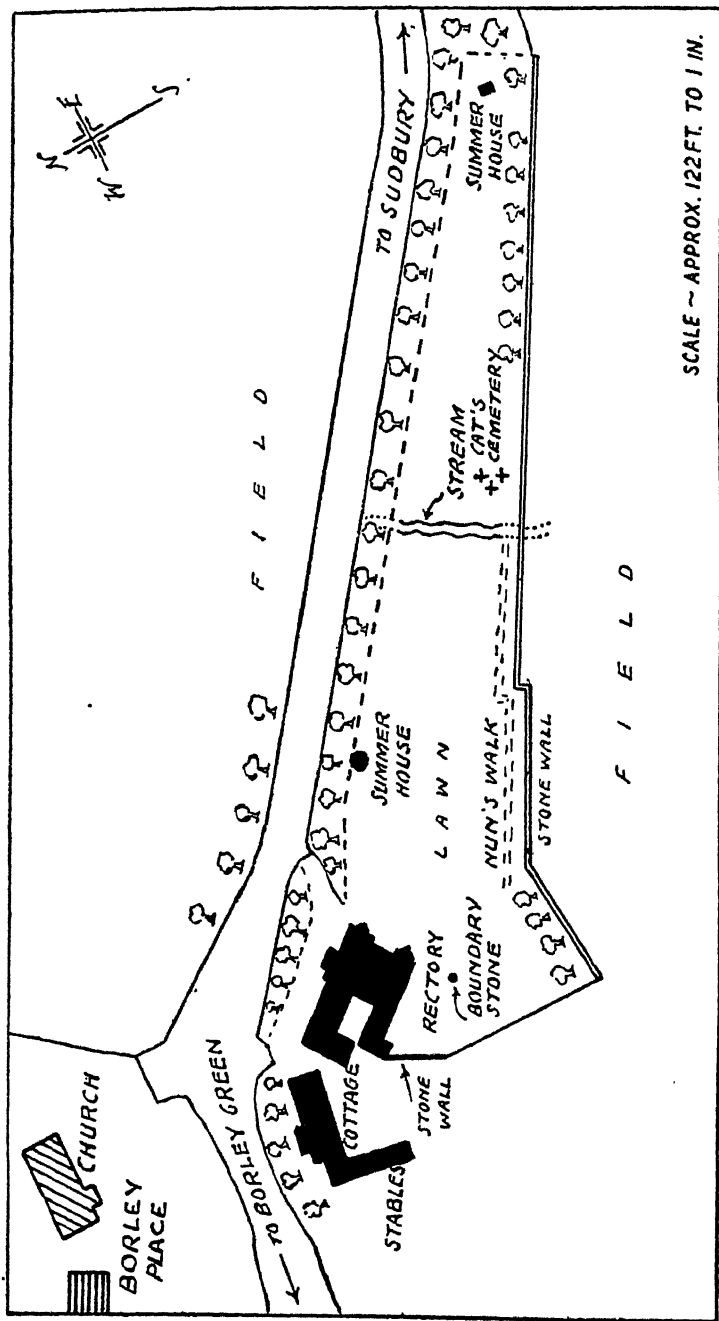 N
E
S
W
CHURCH
BORLEY
PLACE
← TO BORLEY GREEN
TO SUDBURY →
FIELD
SUMMER
HOUSE
SUMMER
HOUSE
LAWN
STREAM
CAT'S
CEMETERY
NUN'S WALK
STONE WALL
COTTAGE
STABLES
RECTORY
BOUNDARY
STONE
STONE
WALL
FIELD
SCALE ~ APPROX. 122 FT. TO 1 IN.